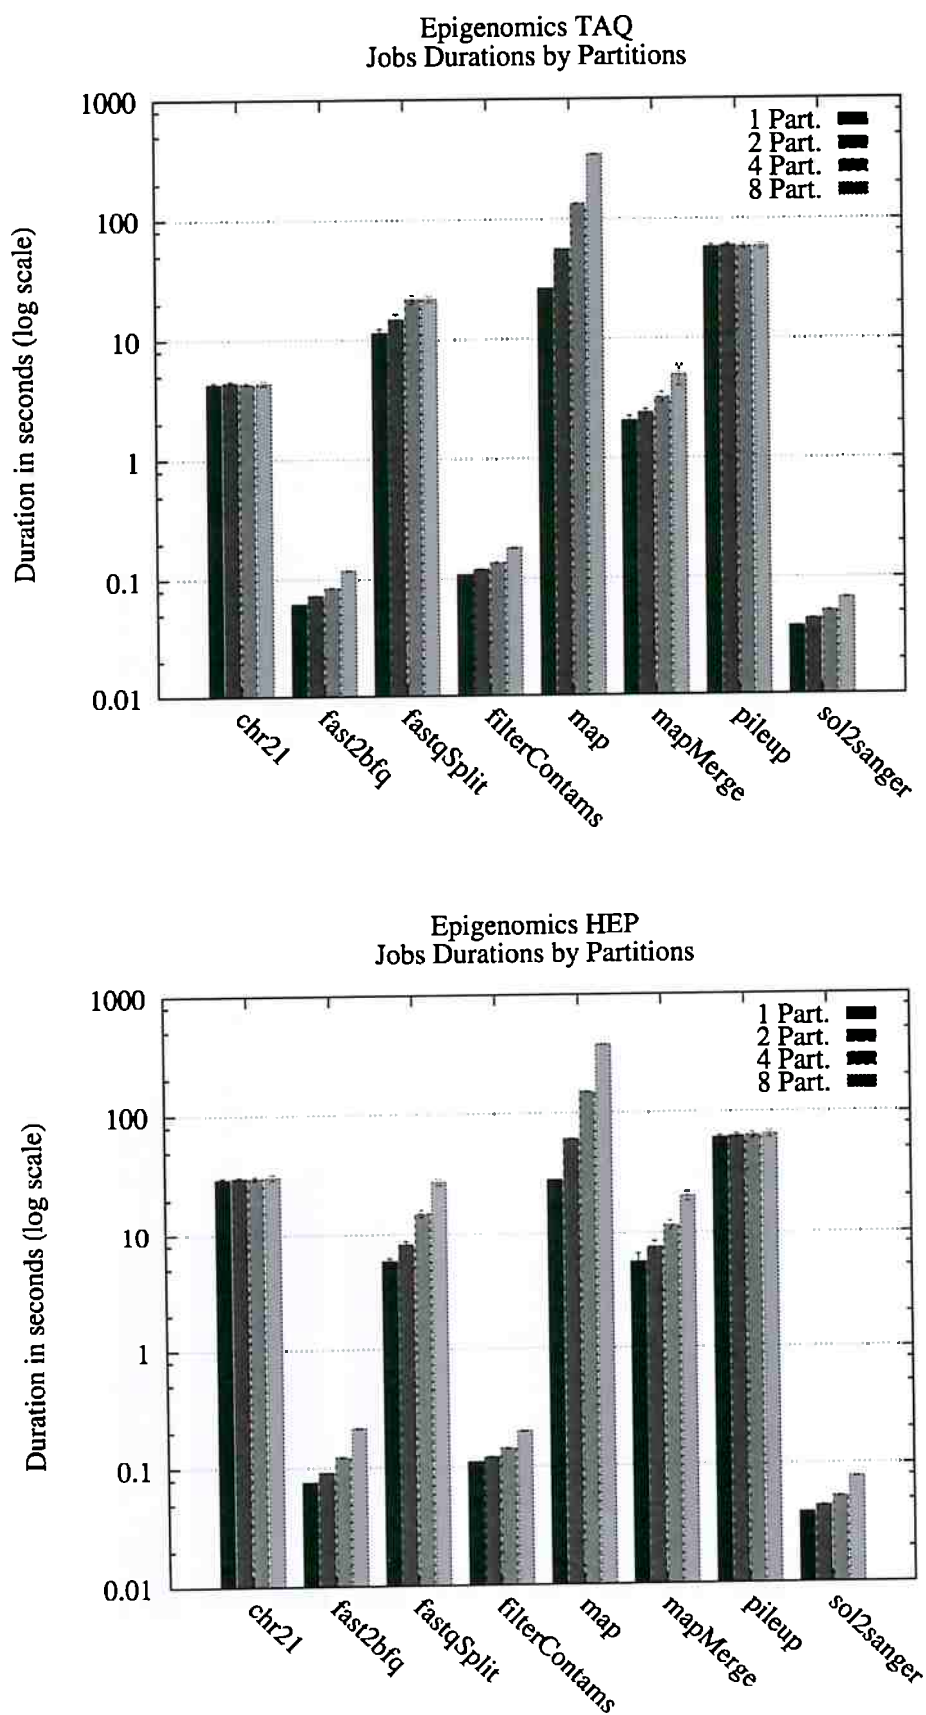 Epigenomics TAQ
Jobs Durations by Partitions
1000
100
10
1
0.1
0.01
Duration in seconds (log scale)
1 Part.
2 Part.
4 Part.
8 Part.
chr21
fast2bfq
fastqSplit
filterContams
map
mapMerge
pileup
sol2sanger
Epigenomics HEP
Jobs Durations by Partitions
1000
100
10
1
0.1
0.01
Duration in seconds (log scale)
1 Part.
2 Part.
4 Part.
8 Part.
chr21
fast2bfq
fastqSplit
filterContams
map
mapMerge
pileup
sol2sanger